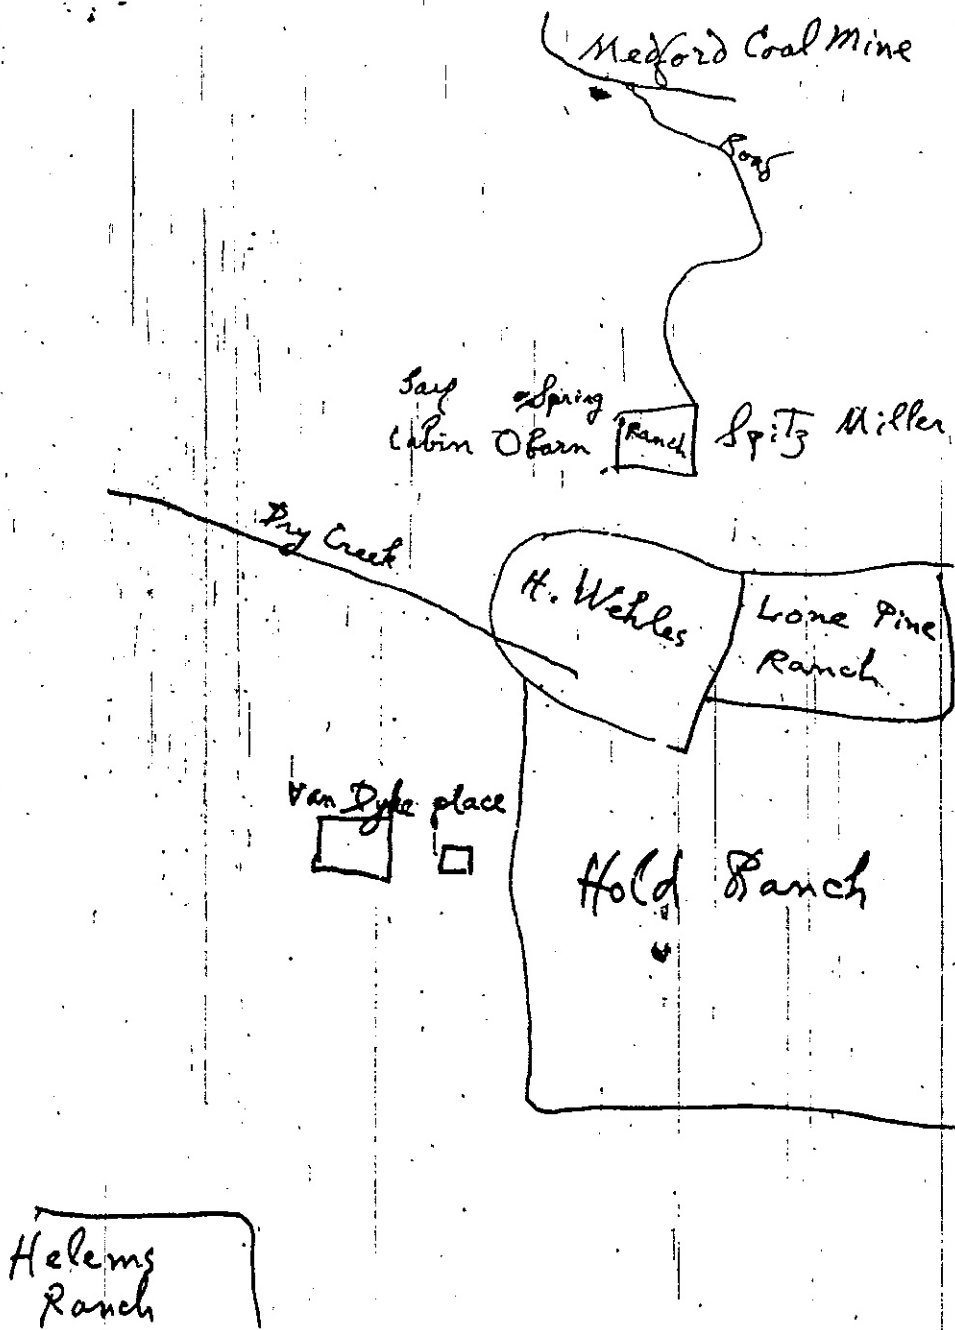 Medford Coal Mine
Road
Spring
Cabin O barn Ranch Spitz Miller
Dry Creek
H. Wehles
Lone Pine
Ranch
Van Dyke place
Hold Ranch
Helems
Ranch